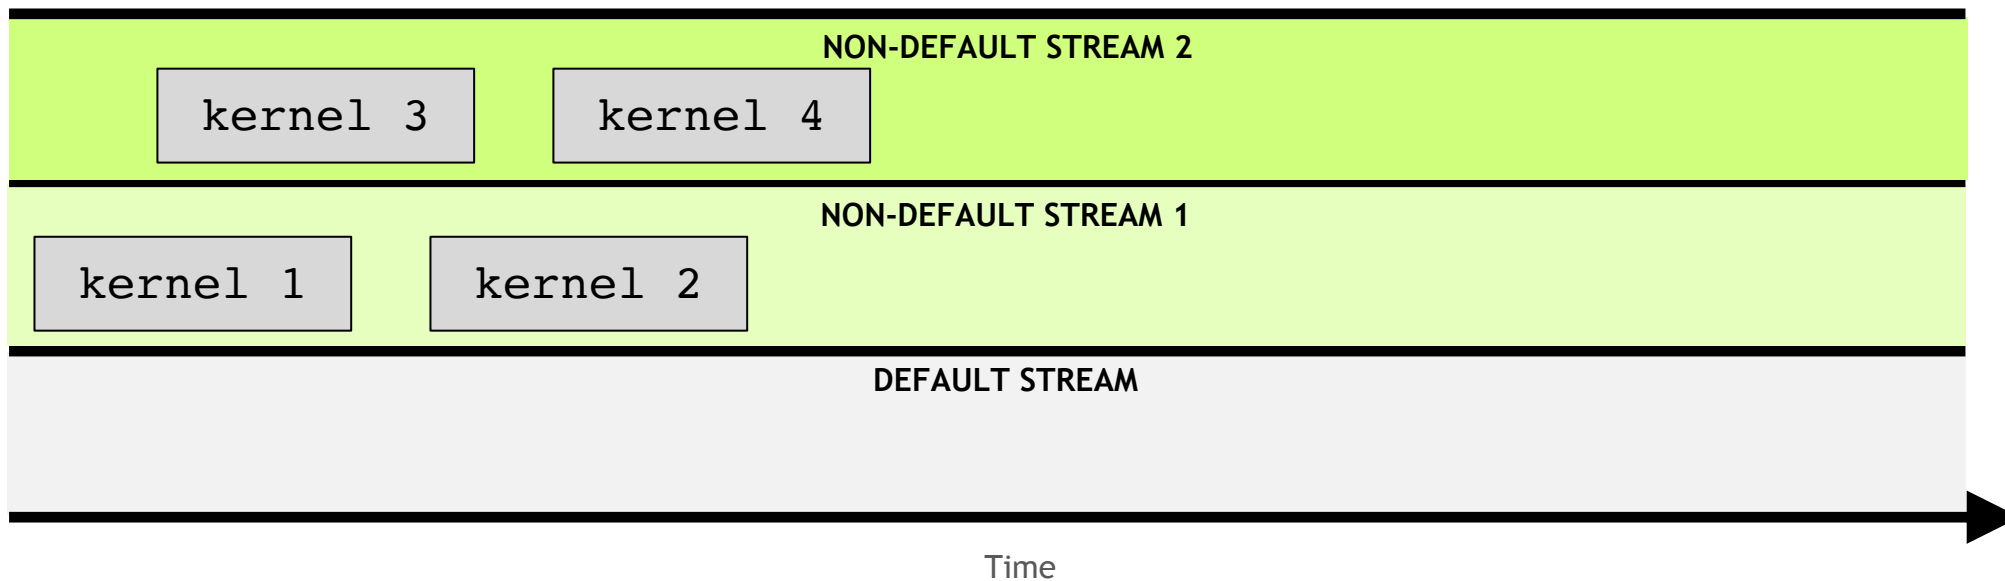 NON-DEFAULT STREAM 2
kernel 3
kernel 4
NON-DEFAULT STREAM 1
kernel 1
kernel 2
DEFAULT STREAM
Time